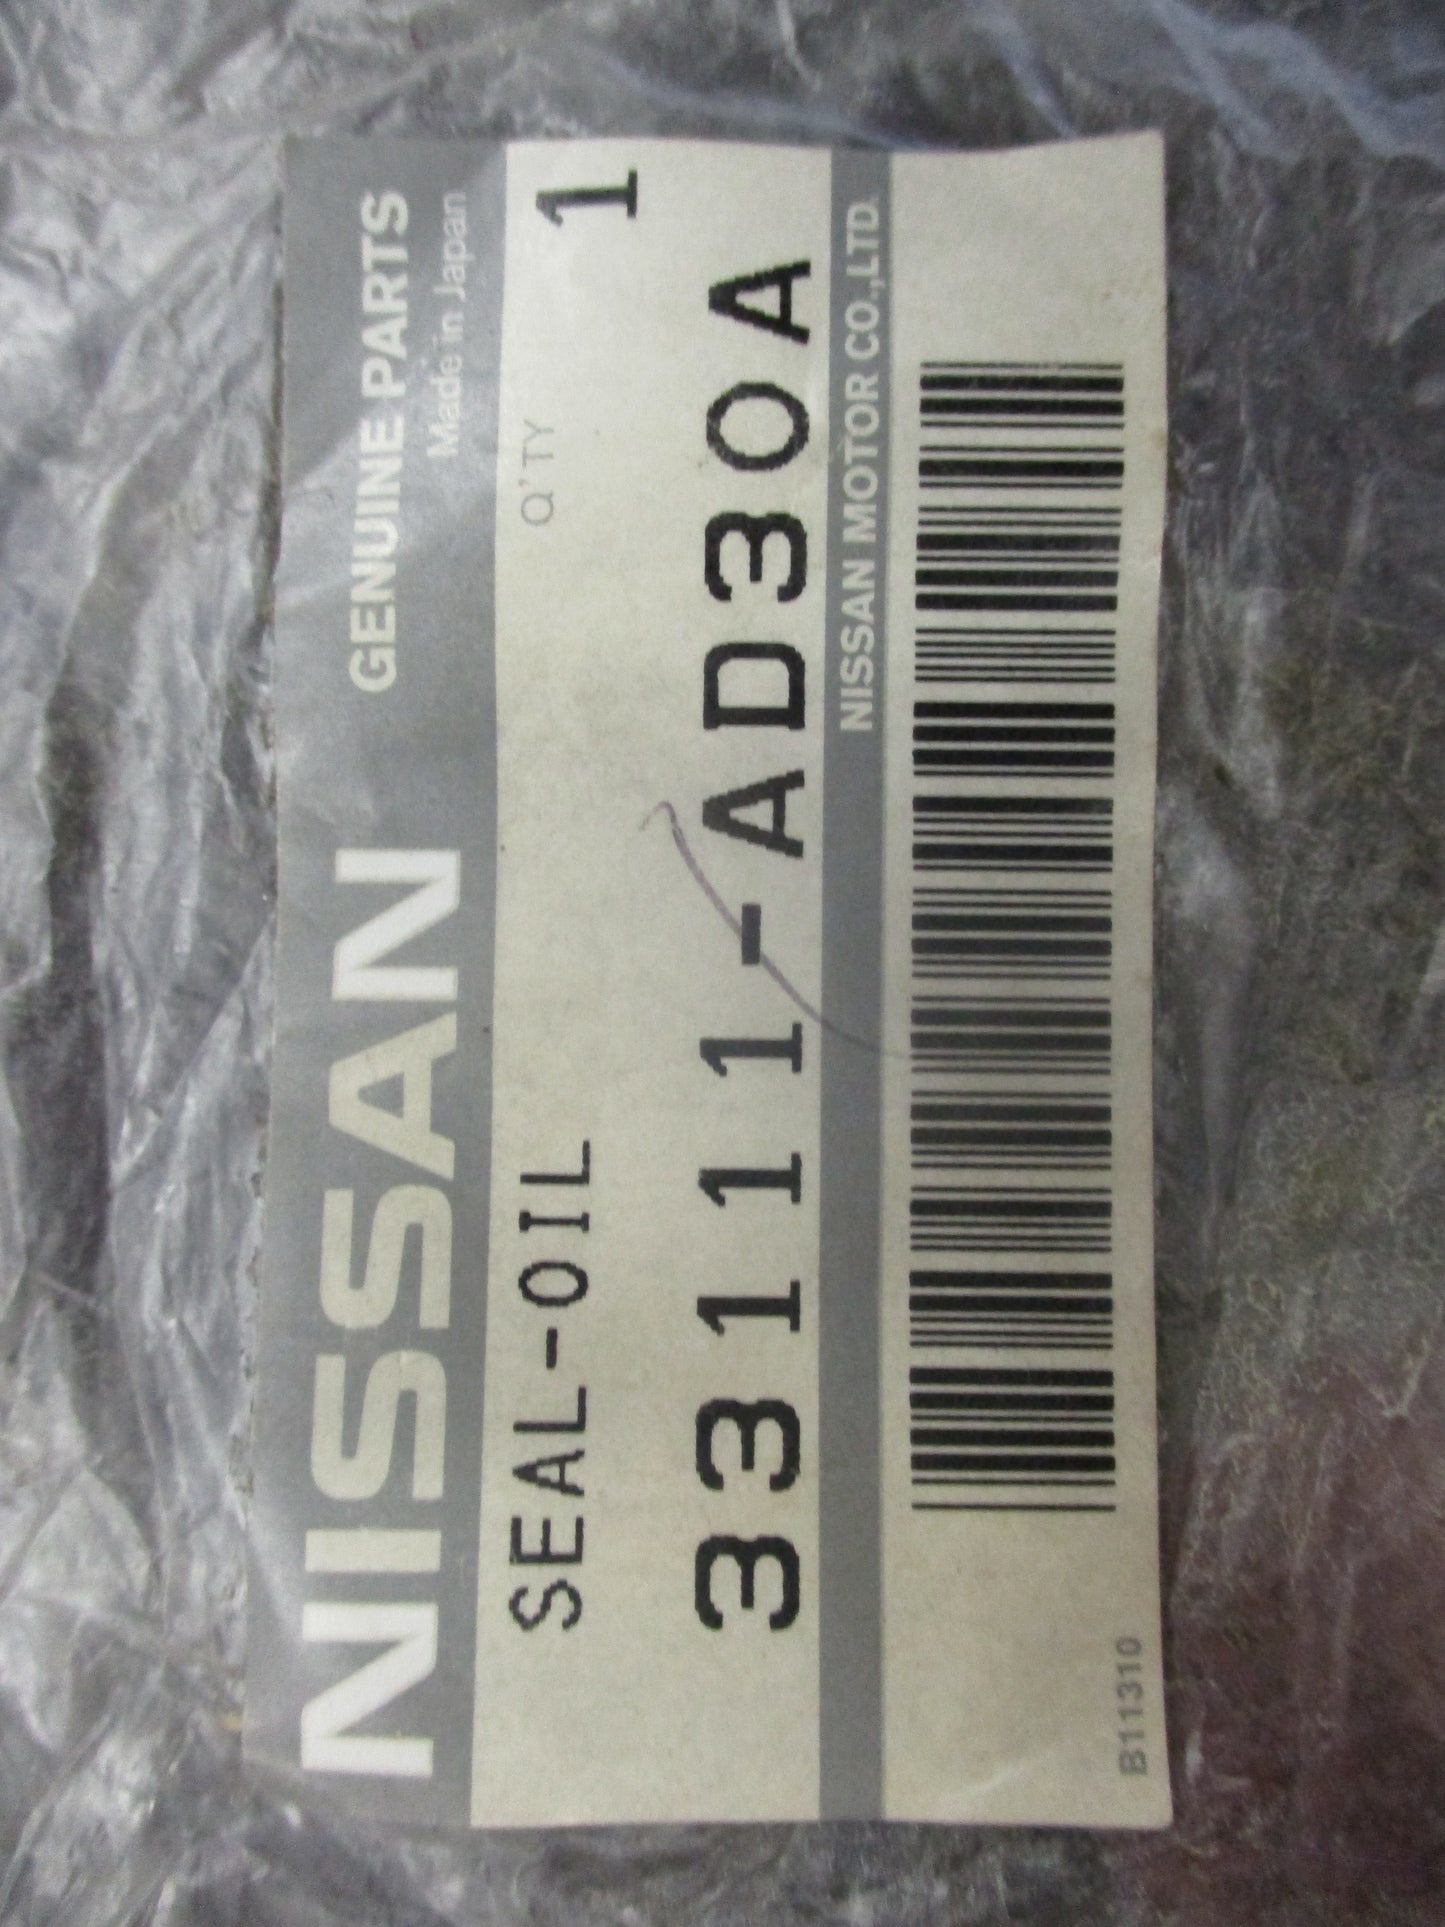 NISSAN GENUINE PARTS
Made in Japan
SEAL-OIL Q'TY 1
33111-AD30A
NISSAN MOTOR CO.,LTD.
B11310